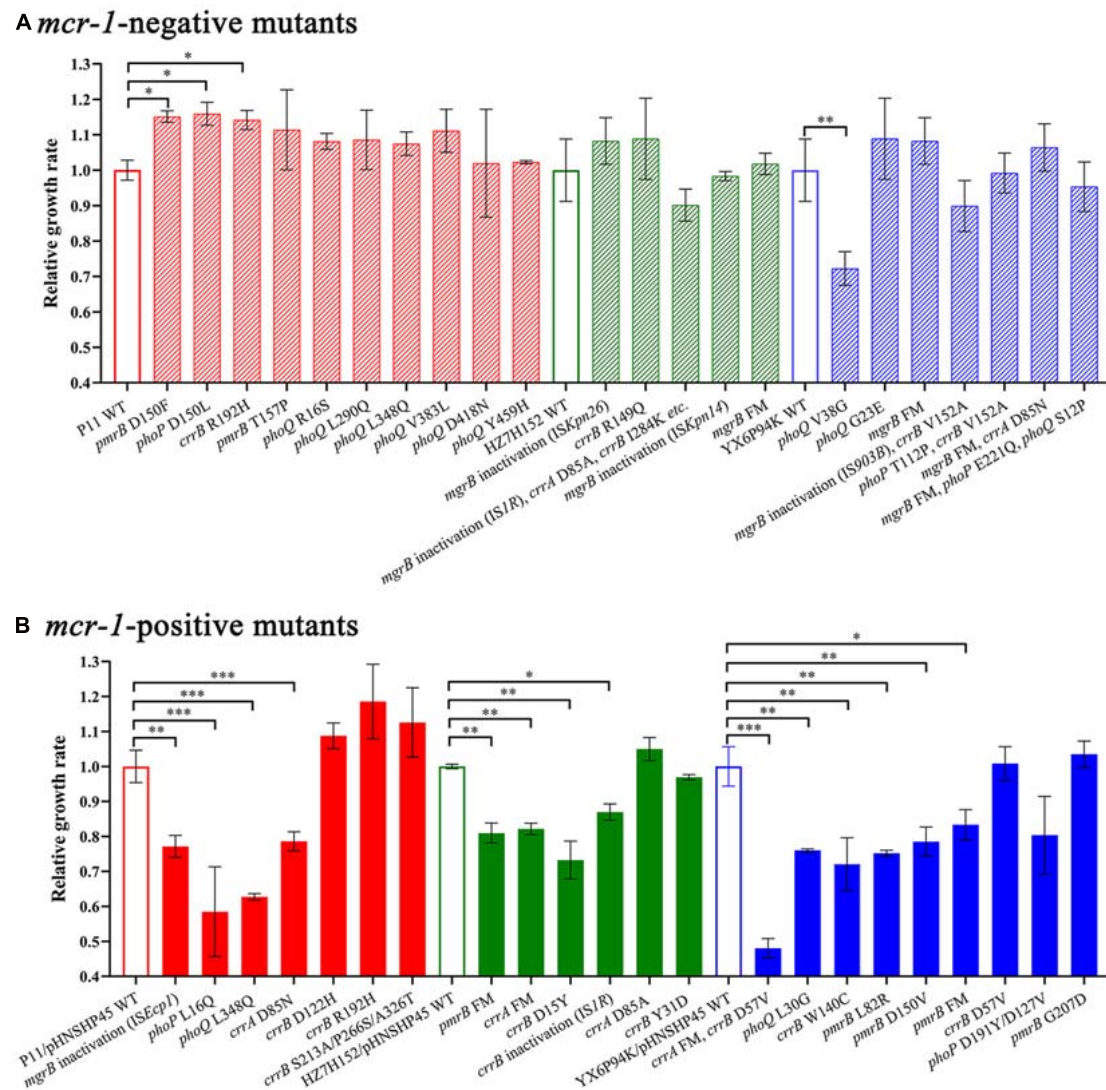 A mcr-1-negative mutants
Relative growth rate
1.3
1.2
1.1
1.0
0.9
0.8
0.7
0.6
0.5
0.4
*
*
*
**
P11 WT
pmrB D150F
phoP D150L
crrB R192H
pmrB T157P
phoQ R16S
phoQ L290Q
phoQ L348Q
phoQ V383L
phoQ D418N
phoQ Y459H
HZ7H152 WT
mgrB inactivation (ISKpn26)
crrB R149Q
mgrB inactivation (IS1R), crrA D85A, crrB I284K etc.
mgrB inactivation (ISKpn14)
mgrB FM
YX6P94K WT
phoQ V38G
phoQ G23E
mgrB FM
mgrB inactivation (IS903B), crrB V152A
phoP T112P, crrB V152A
mgrB FM, crrA D85N
mgrB FM, phoP E221Q, phoQ S12P
B mcr-1-positive mutants
Relative growth rate
1.3
1.2
1.1
1.0
0.9
0.8
0.7
0.6
0.5
0.4
***
***
***
**
*
**
**
**
*
**
**
**
**
***
P11/pHNSHP45 WT
mgrB inactivation (ISEcp1)
phoP L16Q
phoQ L348Q
crrA D85N
crrB D122H
crrB R192H
crrB S213A/P266S/A326T
HZ7H152/pHNSHP45 WT
pmrB FM
crrA FM
crrB D15Y
crrB inactivation (IS1R)
crrA D85A
crrB Y31D
YX6P94K/pHNSHP45 WT
crrA FM, crrB D57V
phoQ L30G
crrB W40C
pmrB L82R
pmrB D150V
pmrB FM
crrB D57V
phoP D191Y/D127V
pmrB G207D